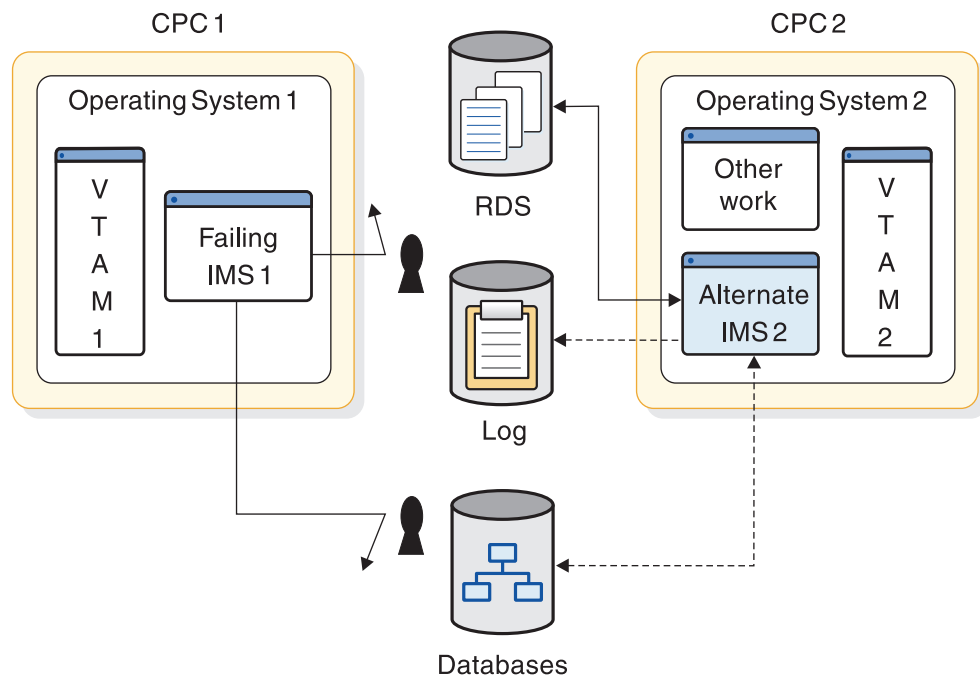 CPC 1
Operating System 1
V
T
A
M
1
Failing
IMS 1
RDS
Log
Databases
CPC 2
Operating System 2
Other
work
Alternate
IMS 2
V
T
A
M
2